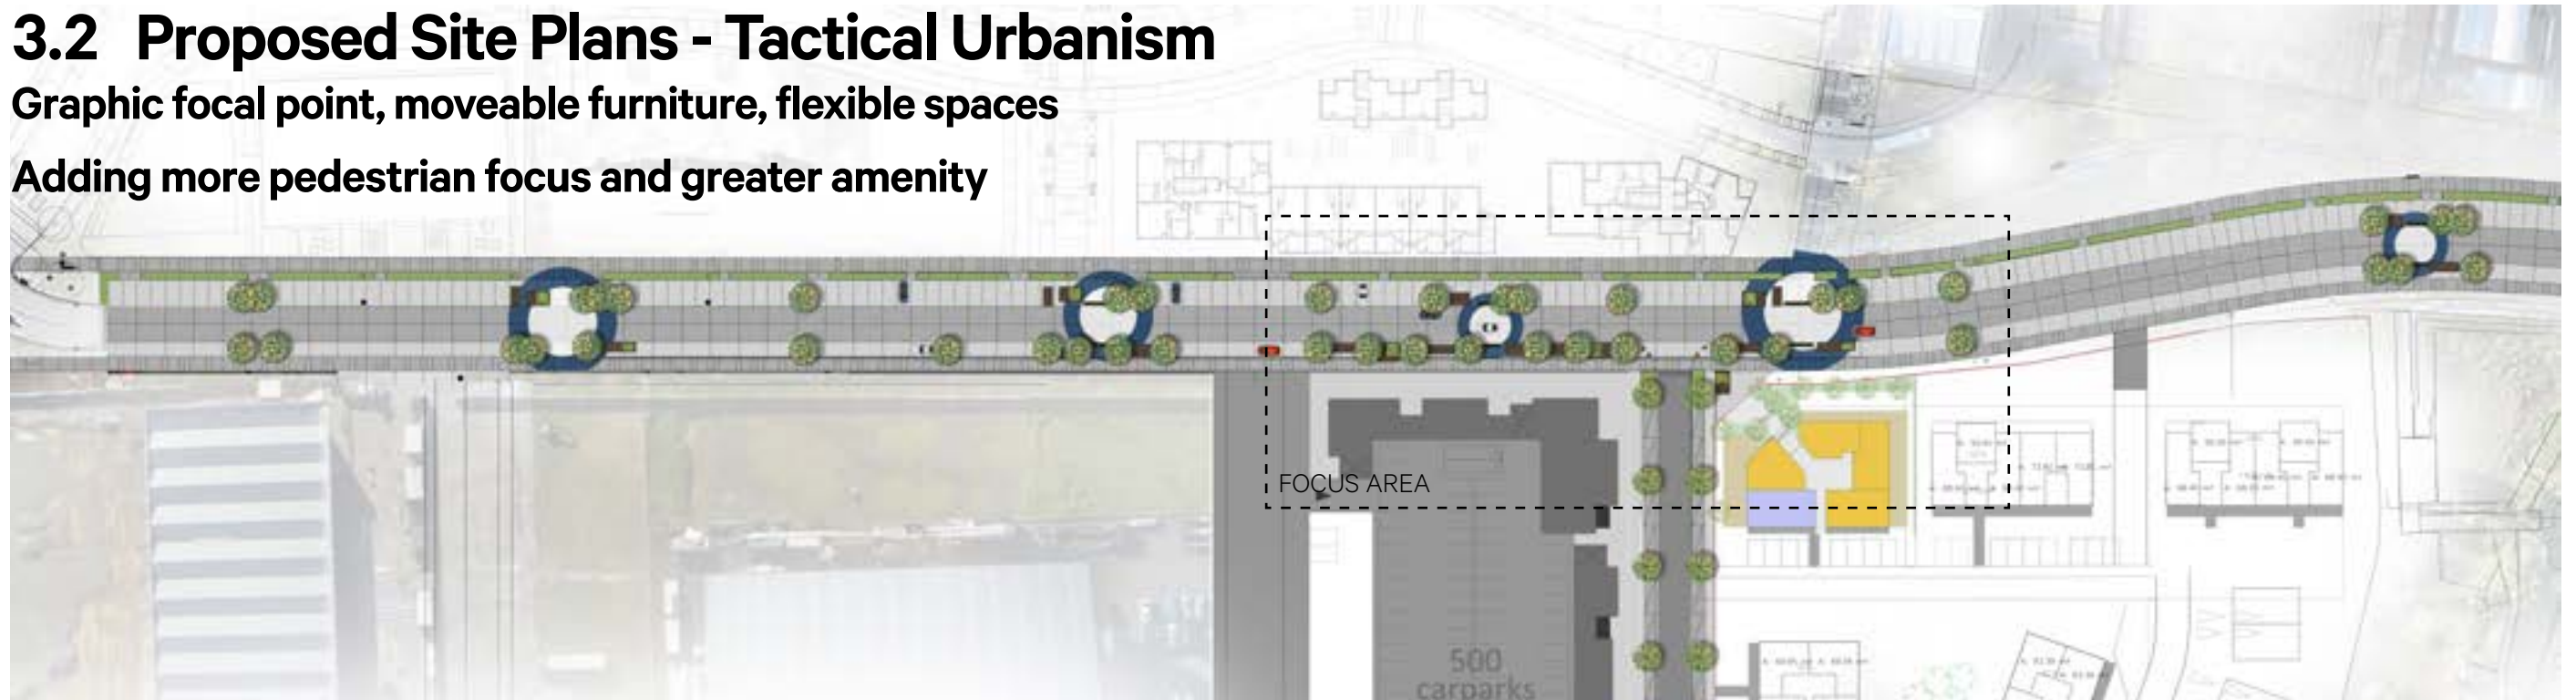 3.2 Proposed Site Plans - Tactical Urbanism
Graphic focal point, moveable furniture, flexible spaces
Adding more pedestrian focus and greater amenity
FOCUS AREA
500
carparks